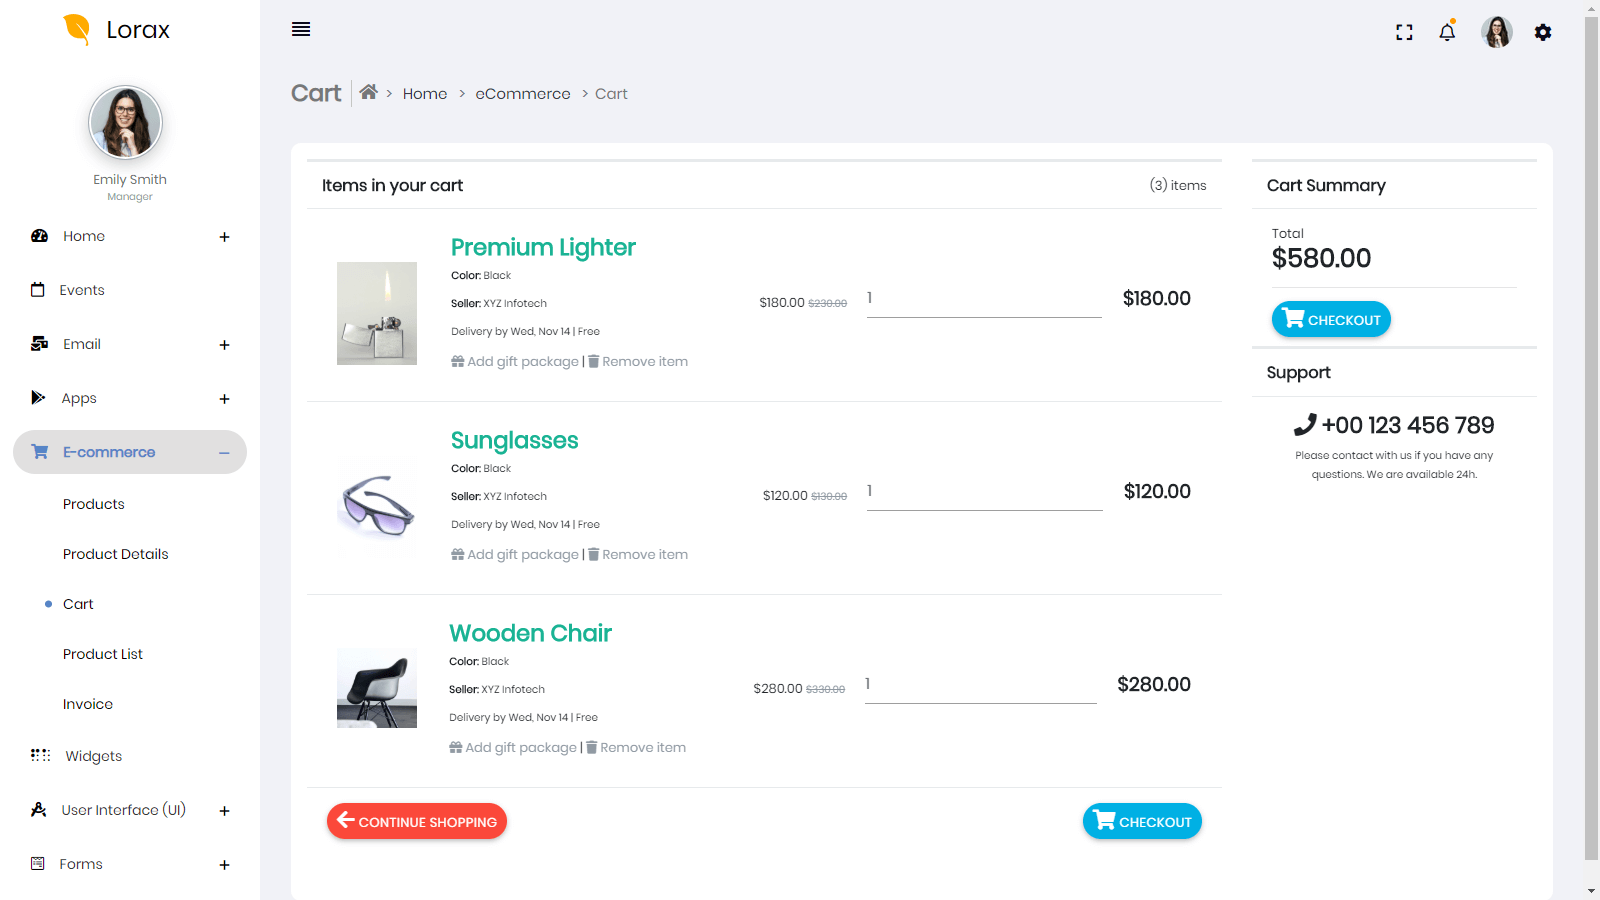 Lorax
Emily Smith
Manager
Home
Events
Email
Apps
E-commerce
Products
Product Details
Cart
Product List
Invoice
Widgets
User Interface (UI)
Forms
Cart
> Home > eCommerce > Cart
Items in your cart
(3) items
Premium Lighter
Color: Black
Seller: XYZ Infotech
Delivery by Wed, Nov 14 | Free
Add gift package | Remove item
$180.00 $230.00
1
$180.00
Sunglasses
Color: Black
Seller: XYZ Infotech
Delivery by Wed, Nov 14 | Free
Add gift package | Remove item
$120.00 $130.00
1
$120.00
Wooden Chair
Color: Black
Seller: XYZ Infotech
Delivery by Wed, Nov 14 | Free
Add gift package | Remove item
$280.00 $330.00
1
$280.00
CONTINUE SHOPPING
CHECKOUT
Cart Summary
Total
$580.00
CHECKOUT
Support
+00 123 456 789
Please contact with us if you have any
questions. We are available 24h.